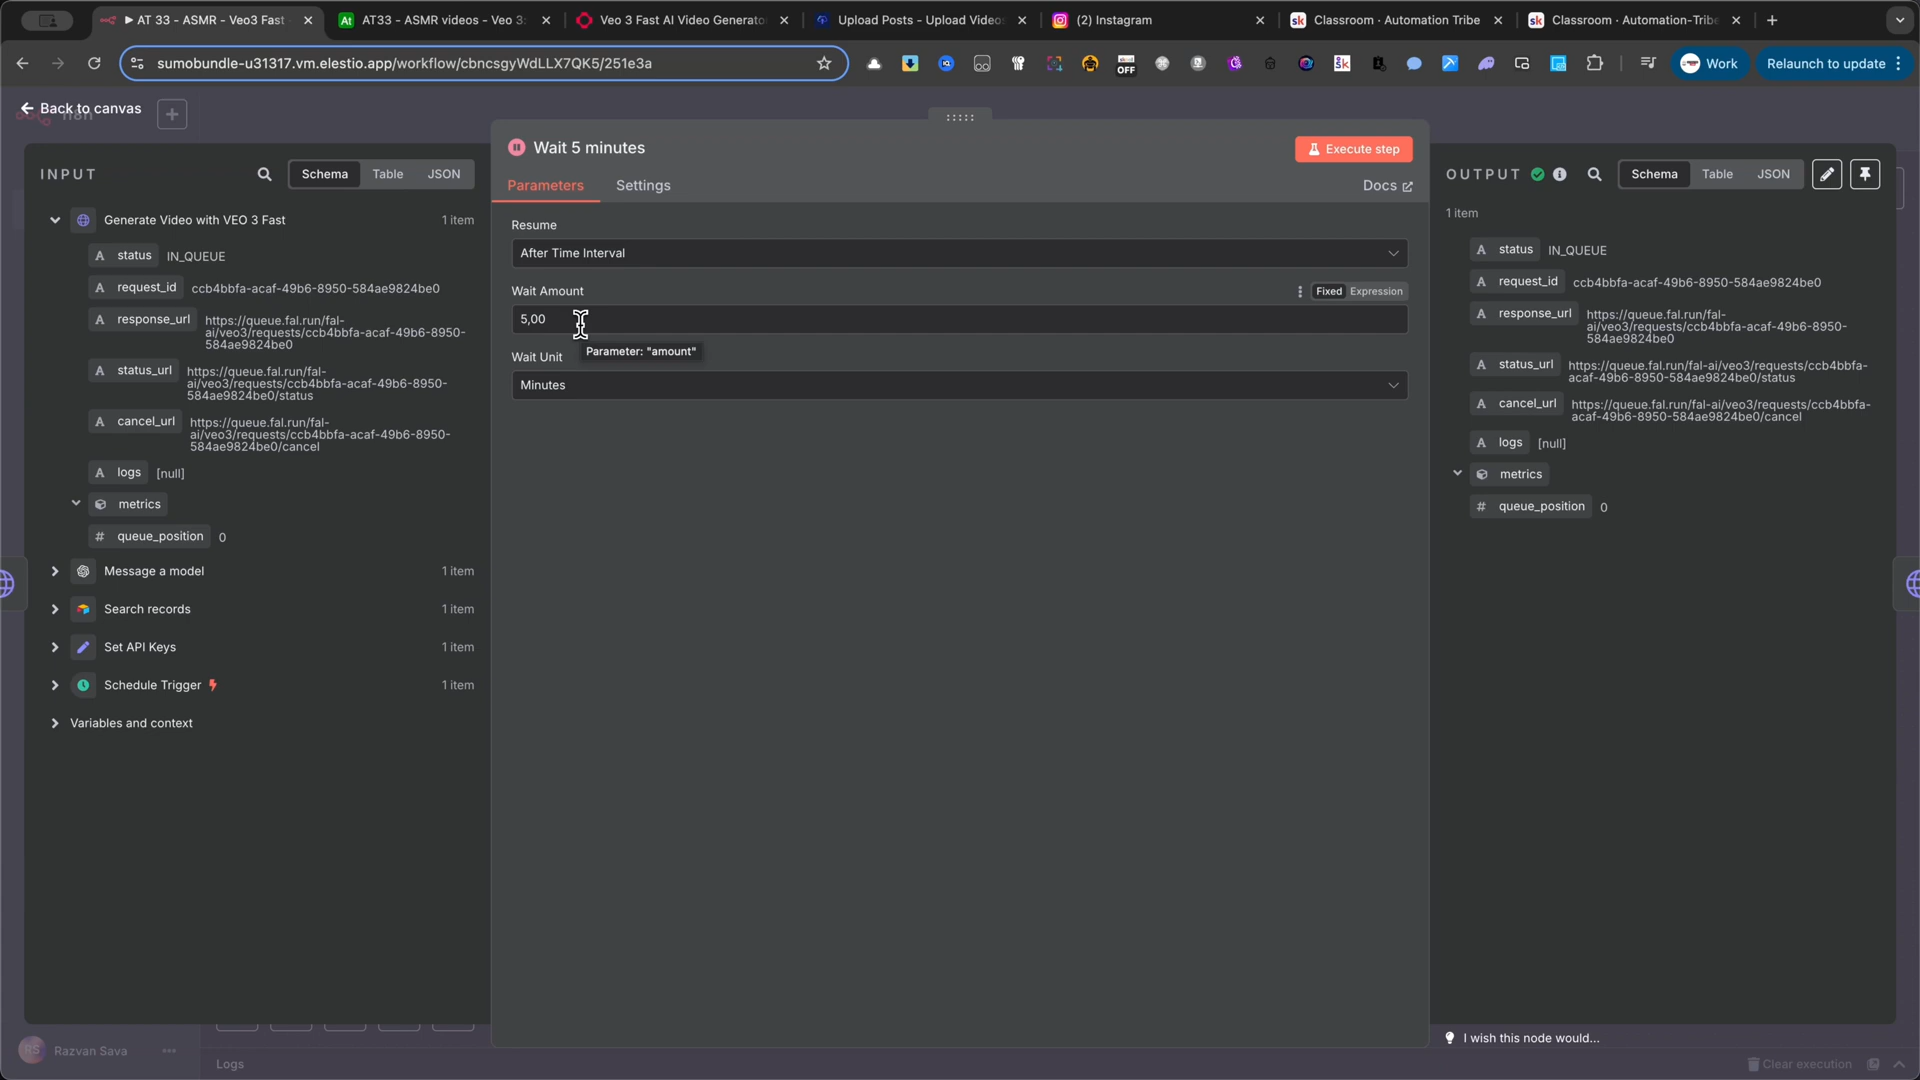 AT 33 - ASMR - Veo3 Fast
AT33 - ASMR videos - Veo 3:
Veo 3 Fast AI Video Generato
Upload Posts - Upload Video
(2) Instagram
Classroom · Automation Tribe
Classroom · Automation-Tribe
sumobundle-u31317.vm.elestio.app/workflow/cbncsgyWdLLX7QK5/251e3a
OFF
Work
Relaunch to update
Back to canvas
n8n
INPUT
Schema
Table
JSON
Generate Video with VEO 3 Fast
1 item
status
IN_QUEUE
request_id
ccb4bbfa-acaf-49b6-8950-584ae9824be0
response_url
https://queue.fal.run/fal-
ai/veo3/requests/ccb4bbfa-acaf-49b6-8950-
584ae9824be0
status_url
https://queue.fal.run/fal-
ai/veo3/requests/ccb4bbfa-acaf-49b6-8950-
584ae9824be0/status
cancel_url
https://queue.fal.run/fal-
ai/veo3/requests/ccb4bbfa-acaf-49b6-8950-
584ae9824be0/cancel
logs
[null]
metrics
# queue_position
0
Message a model
1 item
Search records
1 item
Set API Keys
1 item
Schedule Trigger
1 item
Variables and context
Wait 5 minutes
Execute step
Parameters
Settings
Docs
Resume
After Time Interval
Wait Amount
Fixed
Expression
5,00
Parameter: "amount"
Wait Unit
Minutes
OUTPUT
Schema
Table
JSON
1 item
A status
IN_QUEUE
A request_id
ccb4bbfa-acaf-49b6-8950-584ae9824be0
A response_url
https://queue.fal.run/fal-
ai/veo3/requests/ccb4bbfa-acaf-49b6-8950-
584ae9824be0
A status_url
https://queue.fal.run/fal-ai/veo3/requests/ccb4bbfa-
acaf-49b6-8950-584ae9824be0/status
A cancel_url
https://queue.fal.run/fal-ai/veo3/requests/ccb4bbfa-
acaf-49b6-8950-584ae9824be0/cancel
A logs
[null]
metrics
# queue_position
0
I wish this node would...
RS
Razvan Sava
Logs
Clear execution